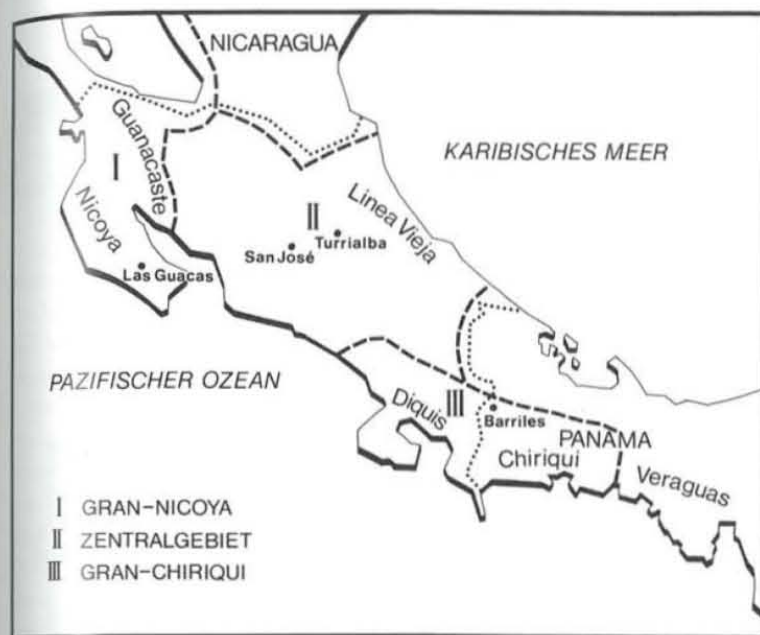 NICARAGUA
Guanacaste
KARIBISCHES MEER
I
Nicoya
II
Linea Vieja
San José
Turrialba
Las Guacas
PAZIFISCHER OZEAN
Diquis
III
Barriles
PANAMA
Chiriqui
Veraguas
I GRAN-NICOYA
II ZENTRALGEBIET
III GRAN-CHIRIQUI